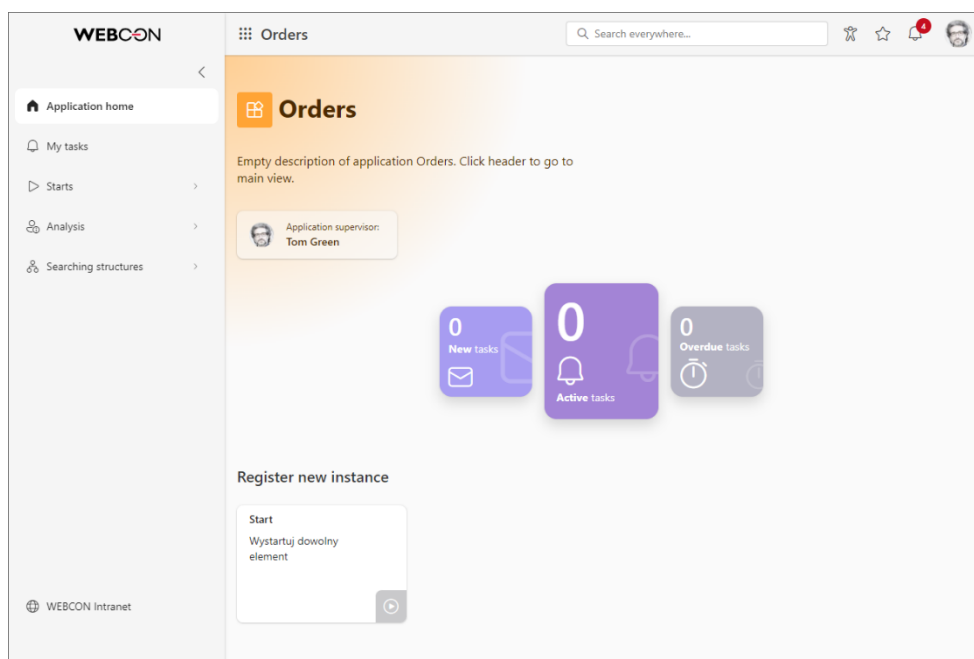 WEBCON
Orders
Search everywhere...
4
Application home
My tasks
Starts
Analysis
Searching structures
WEBCON Intranet
Orders
Empty description of application Orders. Click header to go to
main view.
Application supervisor:
Tom Green
0
New tasks
0
Active tasks
0
Overdue tasks
Register new instance
Start
Wystartuj dowolny
element